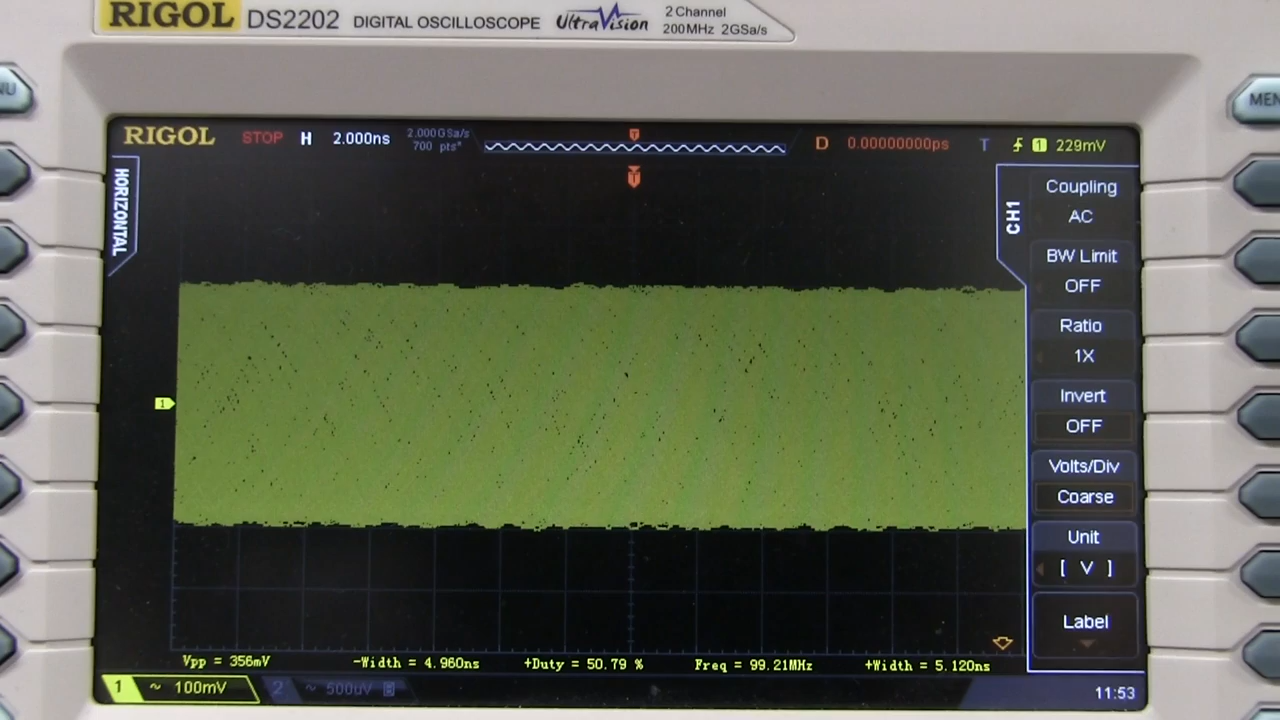 RIGOL DS2202 DIGITAL OSCILLOSCOPE UltraVision 2 Channel
200MHz 2GSa/s
RIGOL STOP H 2.000ns 2.000GSa/s D 0.00000000ps T 1 229mV
700 pts
T
T
HORIZONTAL
CH1
Coupling
AC
BW Limit
OFF
Ratio
1X
Invert
OFF
Volts/Div
Coarse
Unit
[ V ]
Label
1
Vpp = 356mV -Width = 4.960ns +Duty = 50.79 % Freq = 99.21MHz +Width = 5.120ns
1 ~ 100mV 2 ~ 500uV B 11:53
NU
MEN